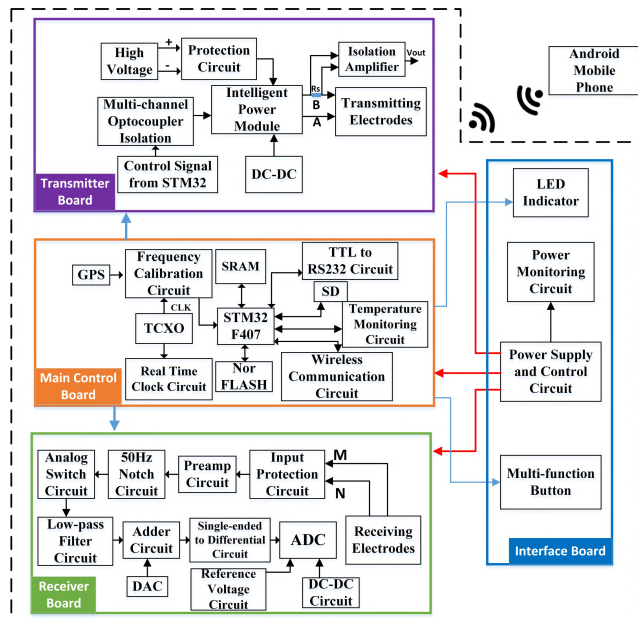 High
Voltage
+
-
Protection
Circuit
Isolation
Amplifier
Vout
Rs
B
A
Multi-channel
Optocoupler
Isolation
Intelligent
Power
Module
Transmitting
Electrodes
Control Signal
from STM32
DC-DC
Transmitter
Board
Android
Mobile
Phone
GPS
Frequency
Calibration
Circuit
SRAM
TTL to
RS232 Circuit
SD
CLK
TCXO
STM32
F407
Temperature
Monitoring
Circuit
Real Time
Clock Circuit
Nor
FLASH
Wireless
Communication
Circuit
Main Control
Board
LED
Indicator
Power
Monitoring
Circuit
Power Supply
and Control
Circuit
Multi-function
Button
Interface Board
Analog
Switch
Circuit
50Hz
Notch
Circuit
Preamp
Circuit
Input
Protection
Circuit
M
N
Low-pass
Filter
Circuit
Adder
Circuit
Single-ended
to Differential
Circuit
ADC
Receiving
Electrodes
DAC
Reference
Voltage
Circuit
DC-DC
Circuit
Receiver
Board